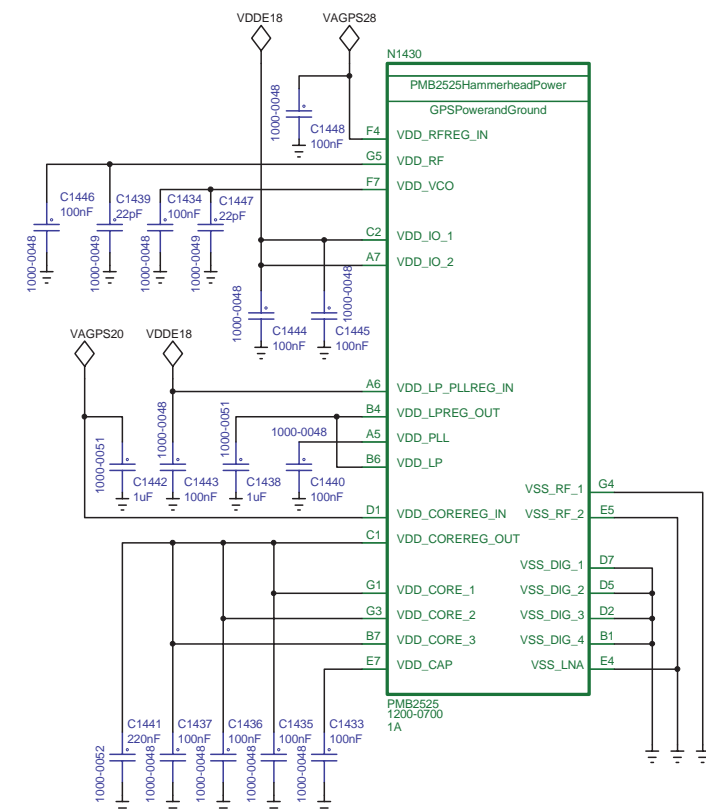 VDDE18
VAGPS28
N1430
PMB2525HammerheadPower
GPSPowerandGround
1000-0048
C1448
100nF
F4
VDD_RFREG_IN
G5
VDD_RF
F7
VDD_VCO
C1446
100nF
1000-0048
C1439
22pF
1000-0049
C1434
100nF
1000-0048
C1447
22pF
1000-0049
C2
VDD_IO_1
A7
VDD_IO_2
1000-0048
C1444
100nF
1000-0048
C1445
100nF
VAGPS20
VDDE18
A6
VDD_LP_PLLREG_IN
B4
VDD_LPREG_OUT
A5
VDD_PLL
B6
VDD_LP
1000-0051
C1442
1uF
1000-0048
C1443
100nF
1000-0051
C1438
1uF
1000-0048
C1440
100nF
VSS_RF_1
G4
D1
VDD_COREREG_IN
VSS_RF_2
E5
C1
VDD_COREREG_OUT
VSS_DIG_1
D7
G1
VDD_CORE_1
VSS_DIG_2
D5
G3
VDD_CORE_2
VSS_DIG_3
D2
B7
VDD_CORE_3
VSS_DIG_4
B1
E7
VDD_CAP
VSS_LNA
E4
PMB2525
1200-0700
1A
C1441
220nF
1000-0052
C1437
100nF
1000-0048
C1436
100nF
1000-0048
C1435
100nF
1000-0048
C1433
100nF
1000-0048